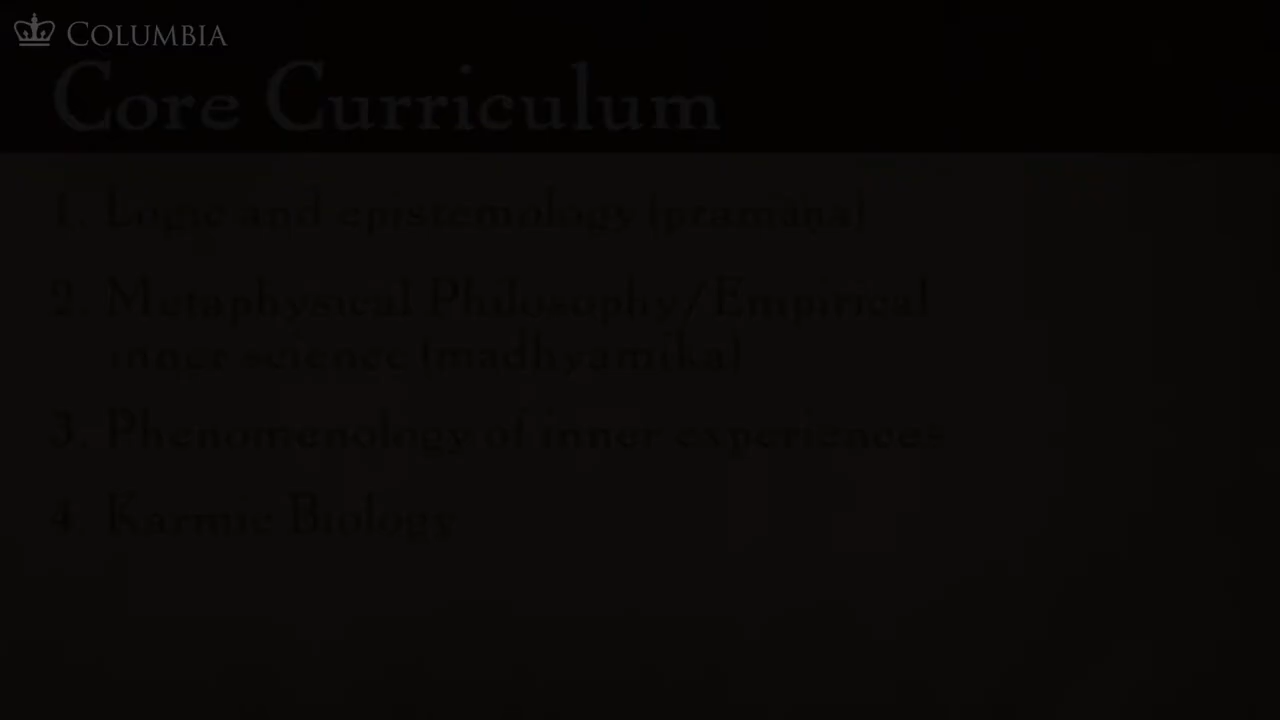 COLUMBIA
Core Curriculum
1. Logic and epistemology (pramāṇa)
2. Metaphysical Philosophy/Empirical
inner science (madhyamika)
3. Phenomenology of inner experiences
4. Karmic Biology